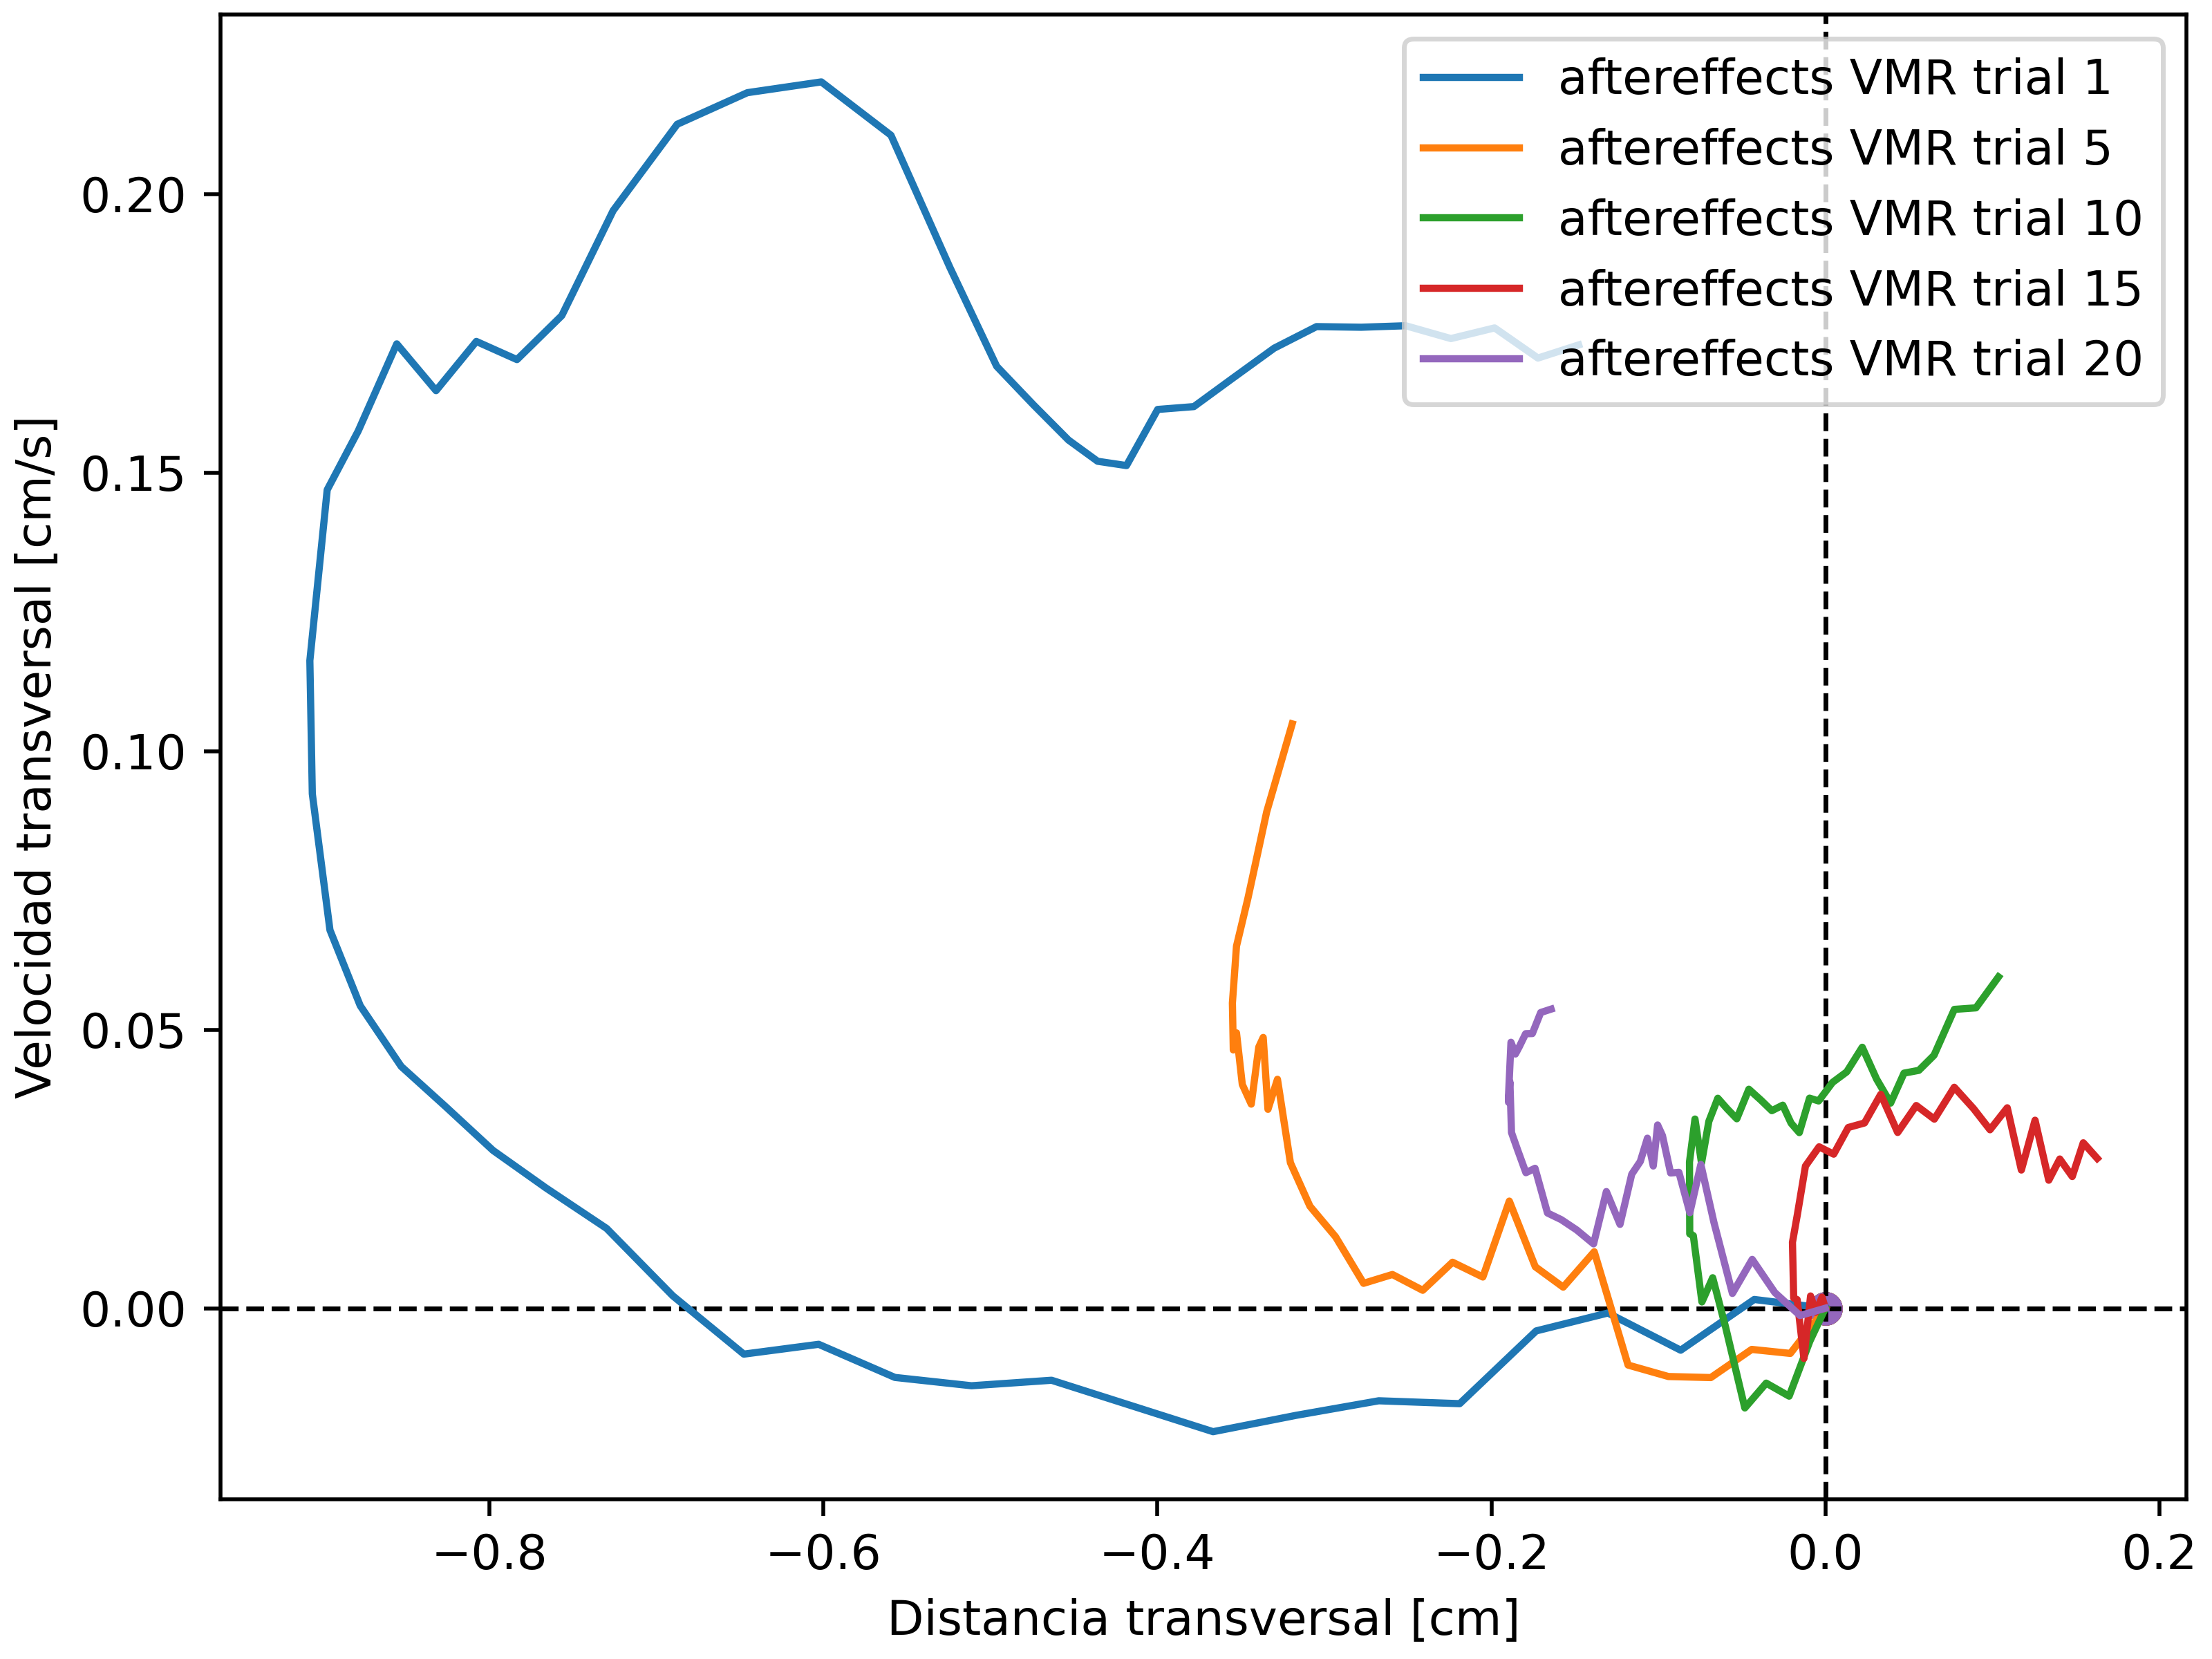 aftereffects VMR trial 1
aftereffects VMR trial 5
aftereffects VMR trial 10
aftereffects VMR trial 15
aftereffects VMR trial 20
Velocidad transversal [cm/s]
0.20
0.15
0.10
0.05
0.00
−0.8 −0.6 −0.4 −0.2 0.0 0.2
Distancia transversal [cm]